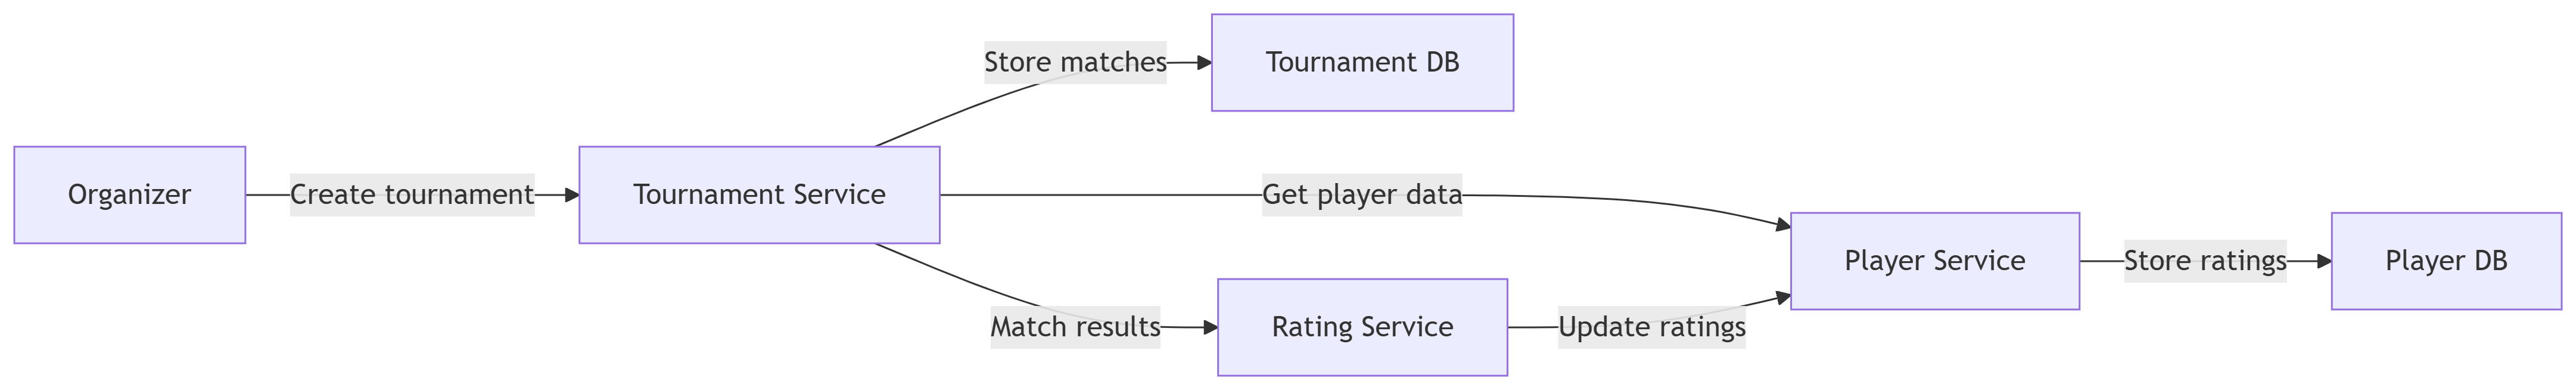 Store matches
Tournament DB
Organizer
Create tournament
Tournament Service
Get player data
Player Service
Store ratings
Player DB
Match results
Rating Service
Update ratings